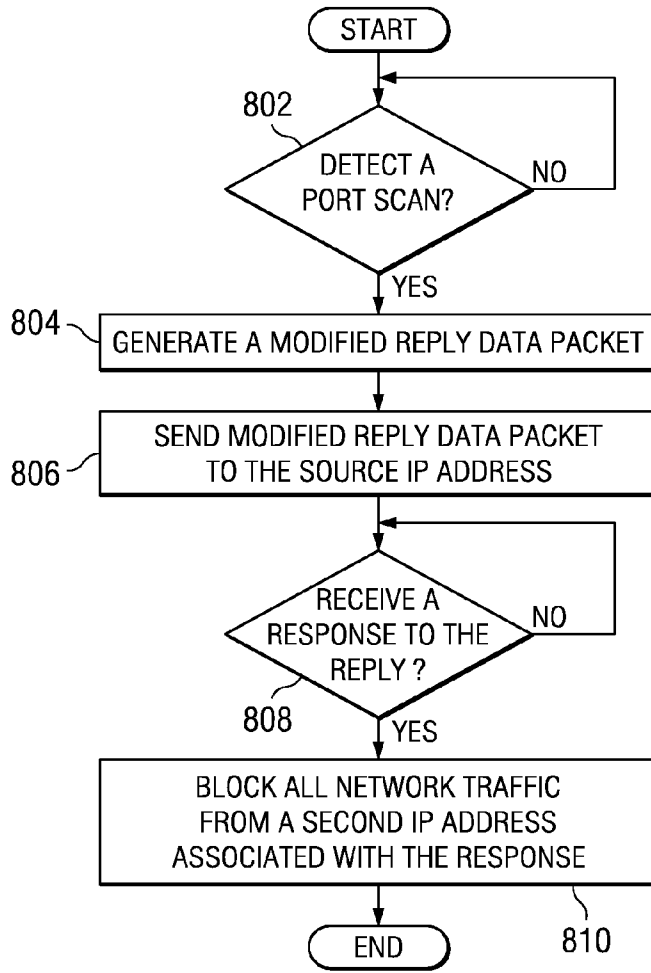 START
802
DETECT A
PORT SCAN?
NO
YES
804
GENERATE A MODIFIED REPLY DATA PACKET
SEND MODIFIED REPLY DATA PACKET
TO THE SOURCE IP ADDRESS
806
RECEIVE A
RESPONSE TO THE
REPLY ?
NO
808
YES
BLOCK ALL NETWORK TRAFFIC
FROM A SECOND IP ADDRESS
ASSOCIATED WITH THE RESPONSE
810
END